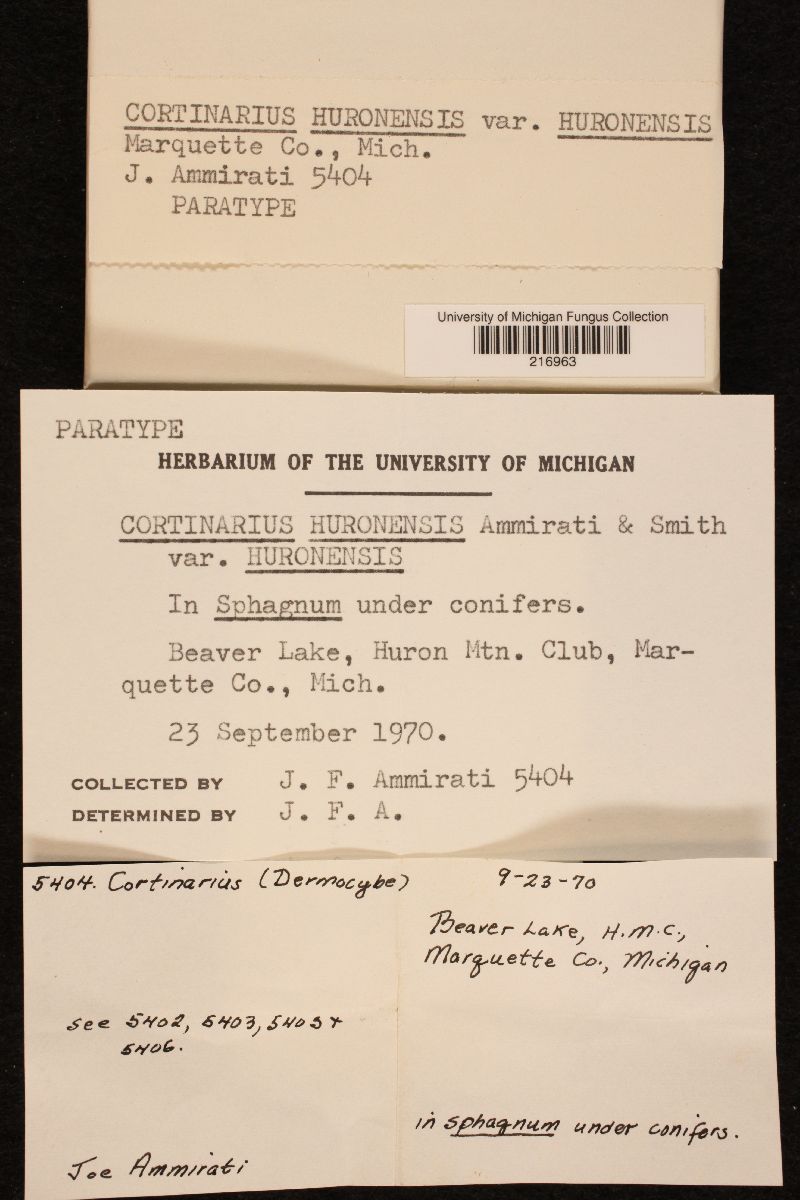 CORTINARIUS HURONENSIS var. HURONENSIS
Marquette Co., Mich.
J. Ammirati 5404
PARATYPE
University of Michigan Fungus Collection
216963
PARATYPE
HERBARIUM OF THE UNIVERSITY OF MICHIGAN
CORTINARIUS HURONENSIS Ammirati & Smith
var. HURONENSIS
In Sphagnum under conifers.
Beaver Lake, Huron Mtn. Club, Mar-
quette Co., Mich.
23 September 1970.
COLLECTED BY J. F. Ammirati 5404
DETERMINED BY J. F. A.
5404. Cortinarius (Dermocybe) 9-23-70
Beaver Lake, H.M.C.,
Marquette Co., Michigan
see 5402, 5403, 5405 +
5406.
in sphagnum under conifers.
Joe Ammirati